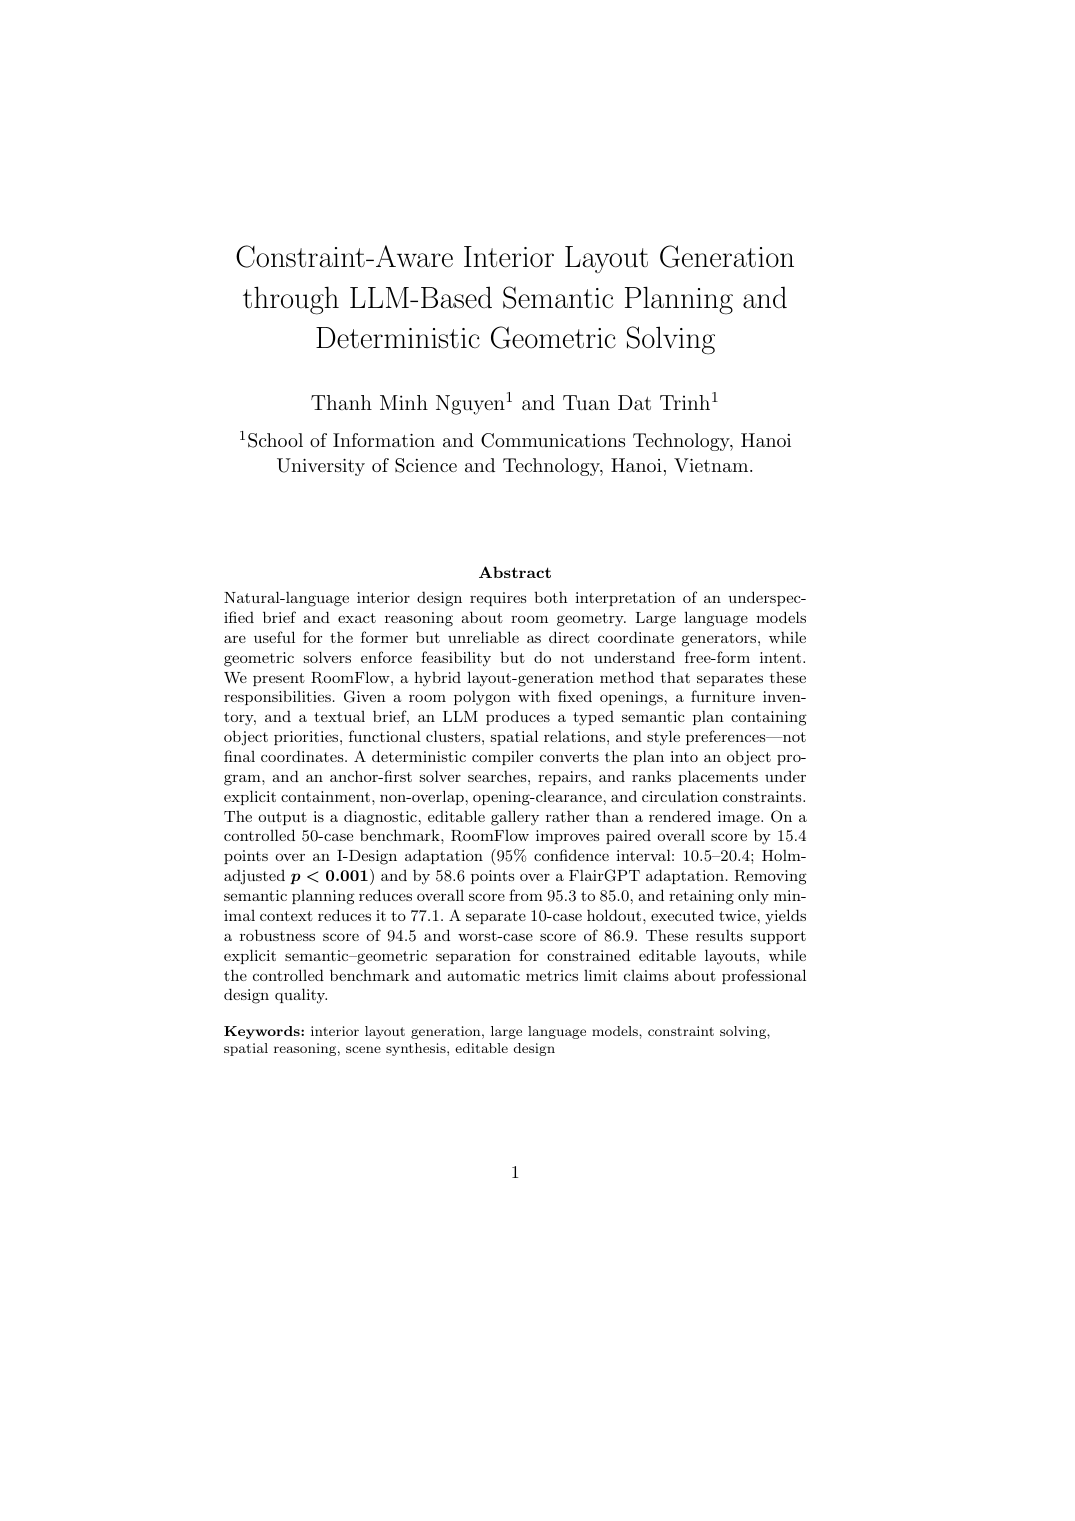 Constraint-Aware Interior Layout Generation
through LLM-Based Semantic Planning and
Deterministic Geometric Solving
Thanh Minh Nguyen¹ and Tuan Dat Trinh¹
¹School of Information and Communications Technology, Hanoi
University of Science and Technology, Hanoi, Vietnam.
Abstract
Natural-language interior design requires both interpretation of an underspec-
ified brief and exact reasoning about room geometry. Large language models
are useful for the former but unreliable as direct coordinate generators, while
geometric solvers enforce feasibility but do not understand free-form intent.
We present RoomFlow, a hybrid layout-generation method that separates these
responsibilities. Given a room polygon with fixed openings, a furniture inven-
tory, and a textual brief, an LLM produces a typed semantic plan containing
object priorities, functional clusters, spatial relations, and style preferences—not
final coordinates. A deterministic compiler converts the plan into an object pro-
gram, and an anchor-first solver searches, repairs, and ranks placements under
explicit containment, non-overlap, opening-clearance, and circulation constraints.
The output is a diagnostic, editable gallery rather than a rendered image. On a
controlled 50-case benchmark, RoomFlow improves paired overall score by 15.4
points over an I-Design adaptation (95% confidence interval: 10.5–20.4; Holm-
adjusted p < 0.001) and by 58.6 points over a FlairGPT adaptation. Removing
semantic planning reduces overall score from 95.3 to 85.0, and retaining only min-
imal context reduces it to 77.1. A separate 10-case holdout, executed twice, yields
a robustness score of 94.5 and worst-case score of 86.9. These results support
explicit semantic–geometric separation for constrained editable layouts, while
the controlled benchmark and automatic metrics limit claims about professional
design quality.
Keywords: interior layout generation, large language models, constraint solving,
spatial reasoning, scene synthesis, editable design
1